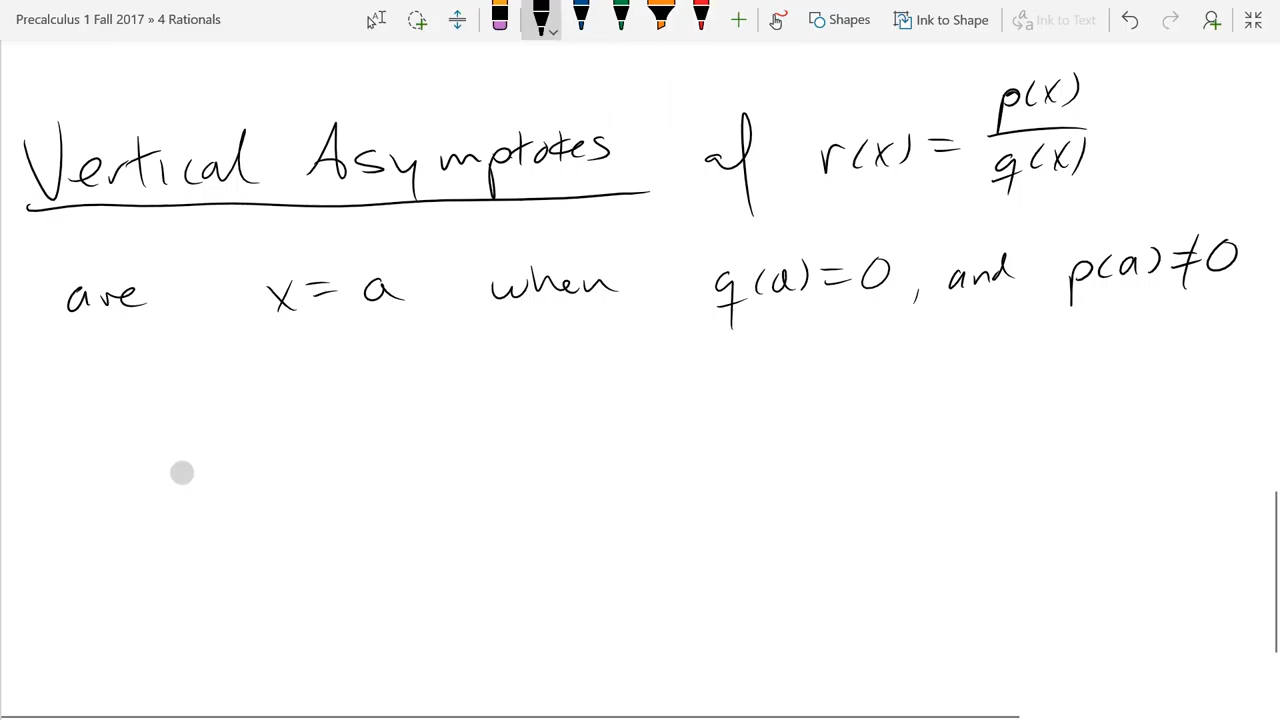 Precalculus 1 Fall 2017 » 4 Rationals
Shapes
Ink to Shape
Ink to Text
Vertical Asymptotes of r(x) = p(x)/q(x)
are x = a when q(a) = 0, and p(a) ≠ 0